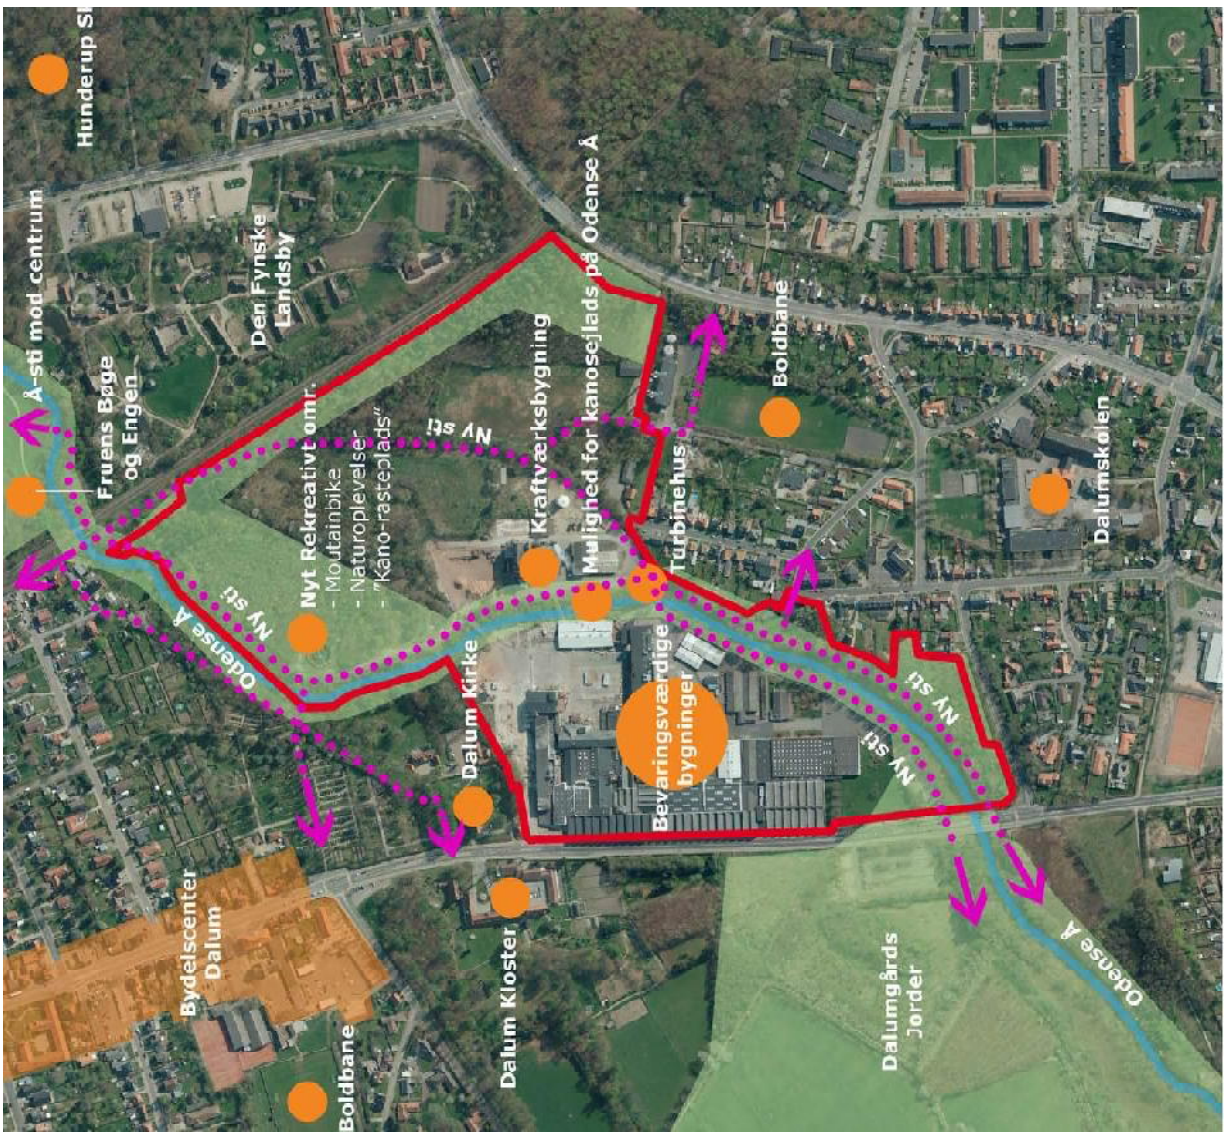 Å-sti mod centrum
Hunderup
Fruens Bøge
og Engen
Bydelscenter
Dalum
Odense Å
Ny sti
Den Fynske
Landsby
Nyt Rekreativt omr.
- Moutainbike
- Naturoplevelser
- "Kano-rasteplads"
Boldbane
Ny sti
Dalum Kirke
Dalum Kloster
Kraftværksbygning
Mulighed for kanosejlads på Odense Å
Bevaringsværdige
bygninger
Turbinehus
Boldbane
Dalumgårds
Jorder
Ny sti
Ny sti
Dalumskolen
Odense Å